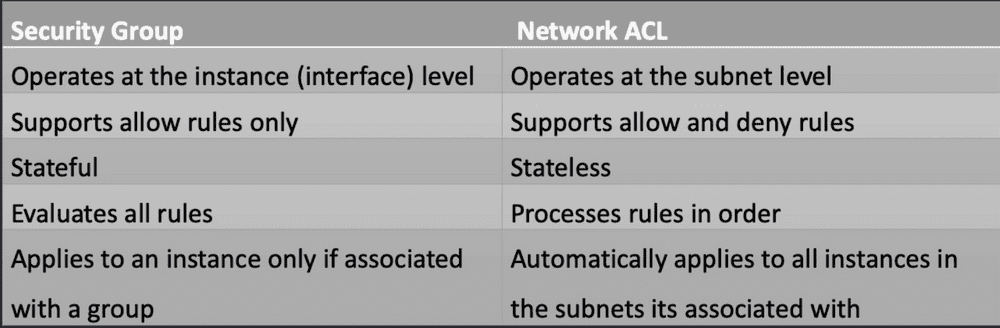 Security Group Network ACL
Operates at the instance (interface) level Operates at the subnet level
Supports allow rules only Supports allow and deny rules
Stateful Stateless
Evaluates all rules Processes rules in order
Applies to an instance only if associated Automatically applies to all instances in
with a group the subnets its associated with